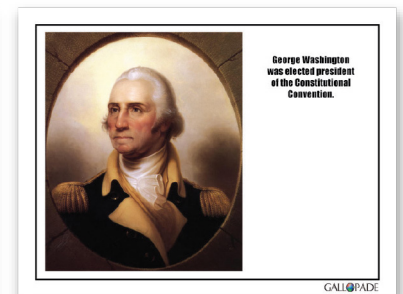 George Washington
was elected president
of the Constitutional
Convention.
GALLOPADE